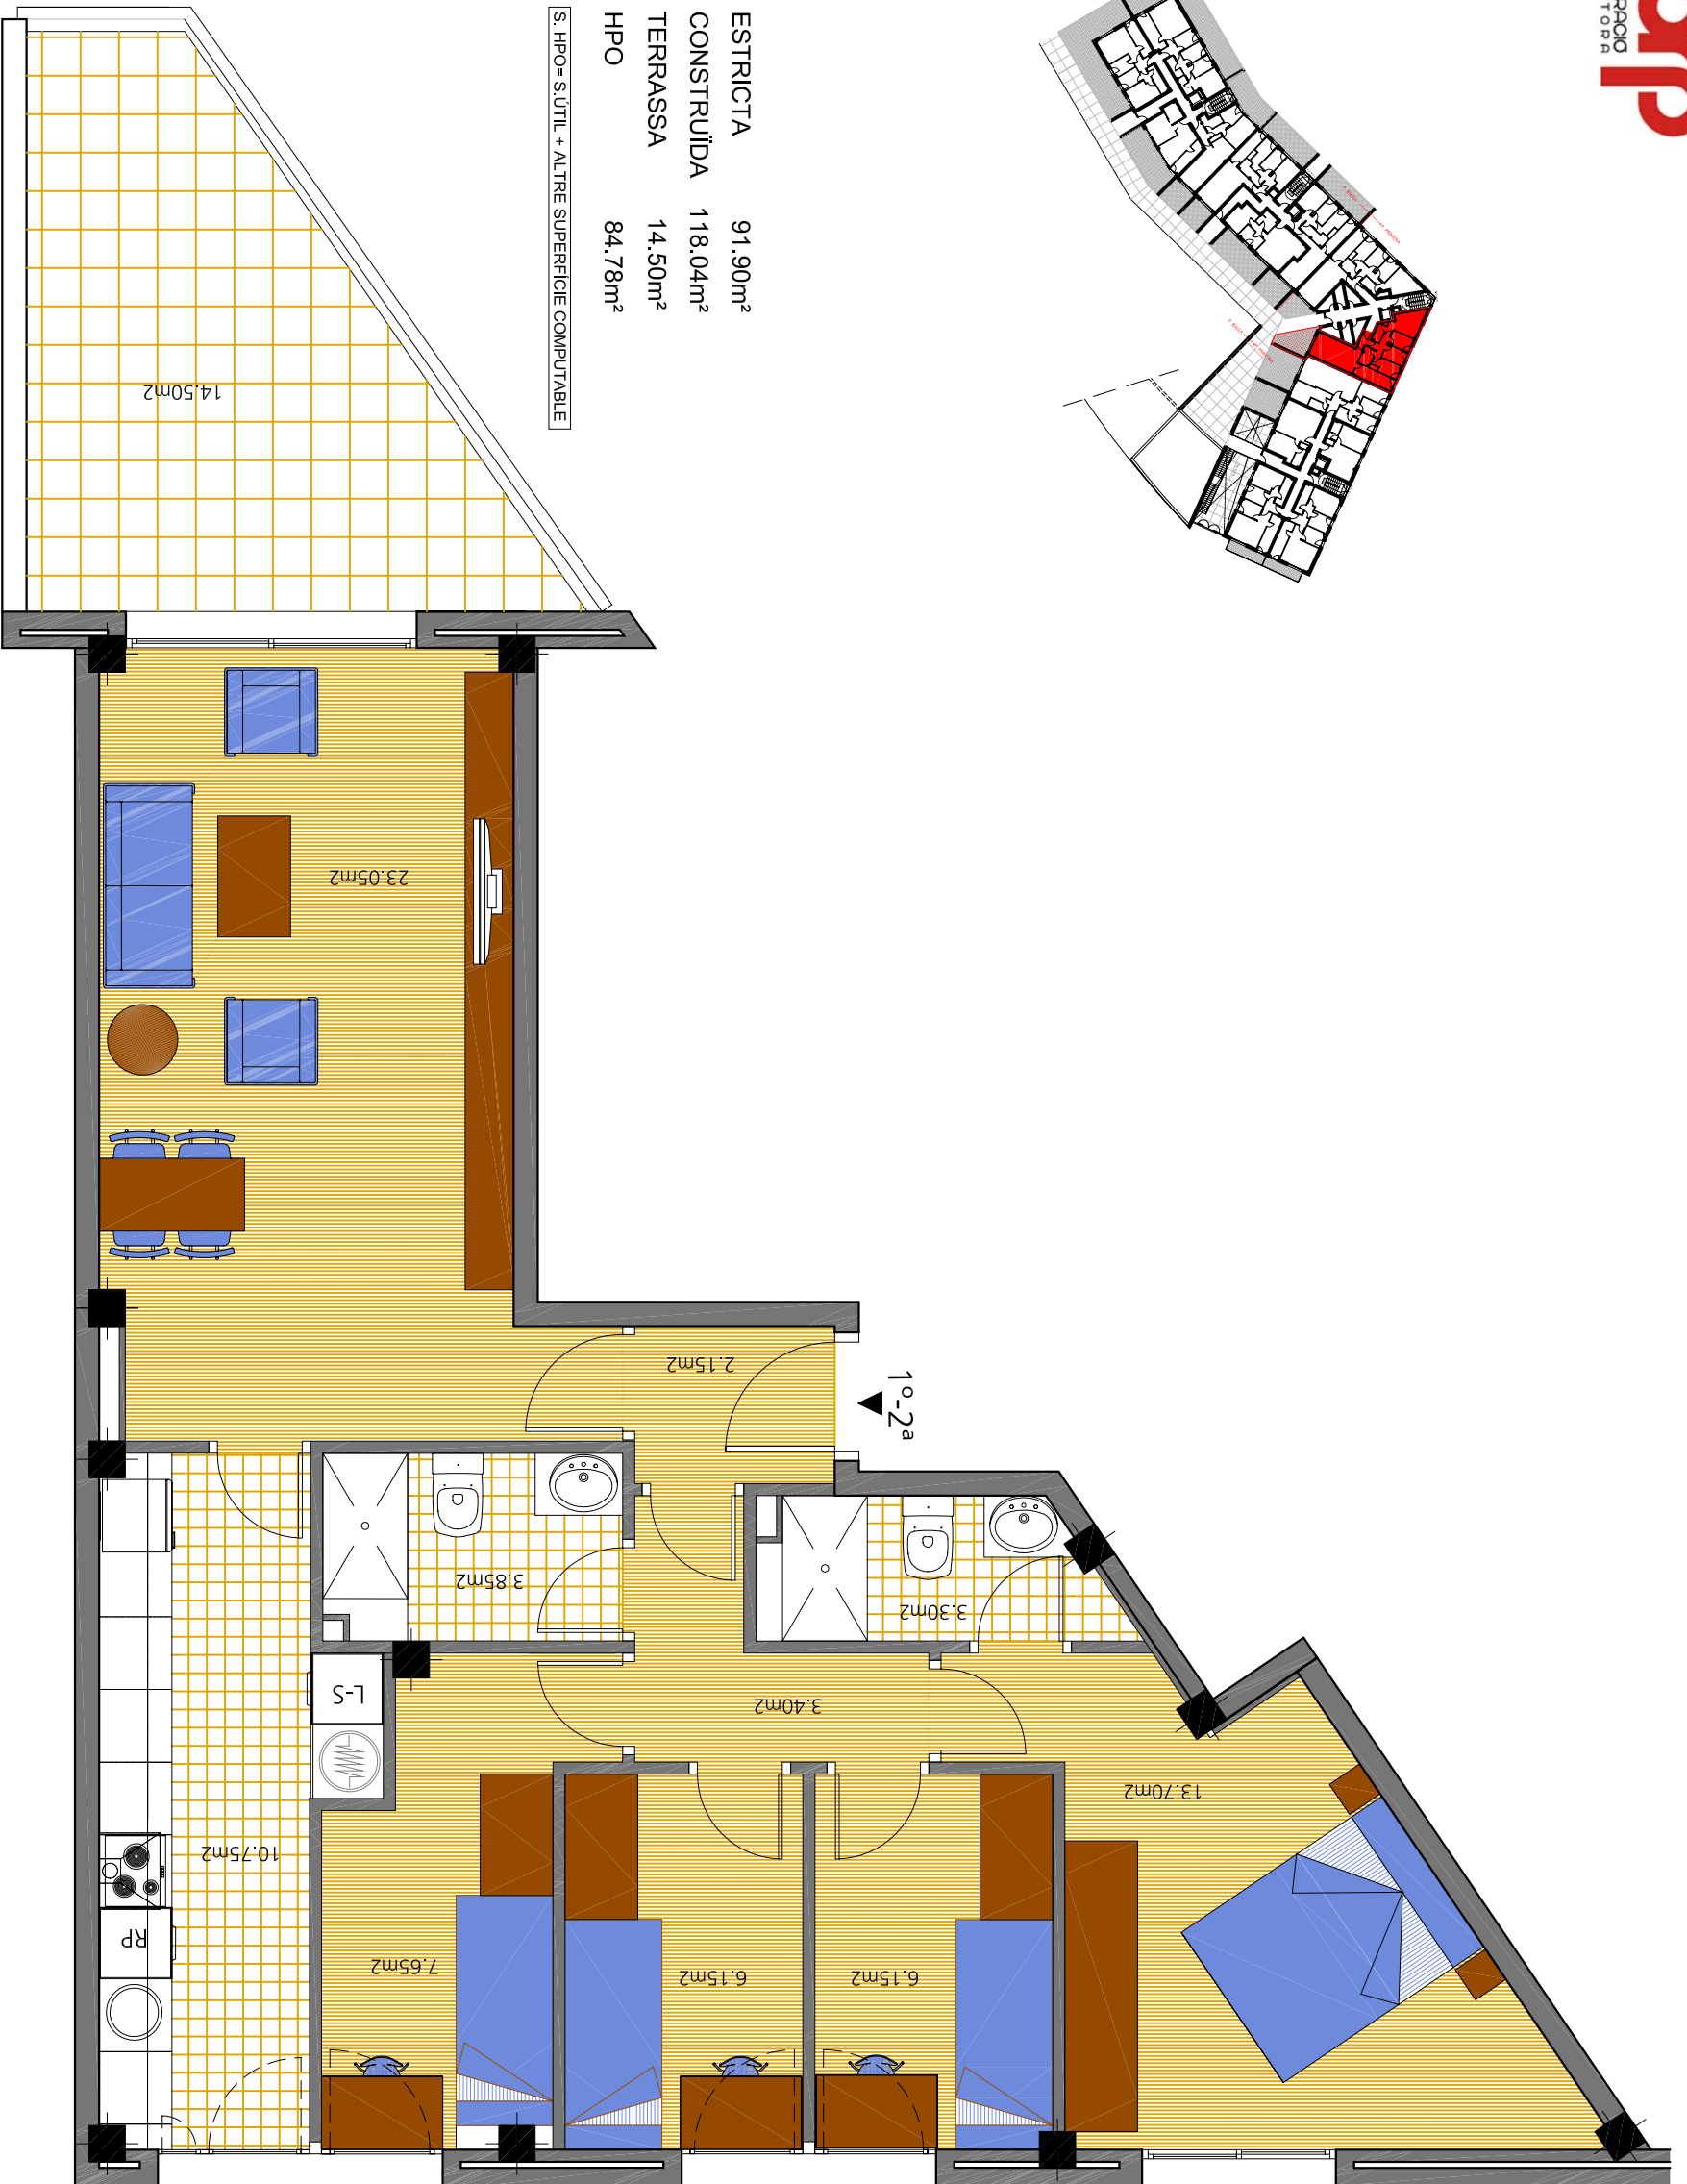 RACIÓ
TORA
ESTRICTA 91.90m²
CONSTRUÏDA 118.04m²
TERRASSA 14.50m²
HPO 84.78m²
S. HPO= S.ÚTIL + ALTRE SUPERFÍCIE COMPUTABLE
14.50m2
23.05m2
2.15m2
1º-2ª
3.85m2
3.30m2
L-S
3.40m2
13.70m2
10.75m2
RP
7.65m2
6.15m2
6.15m2